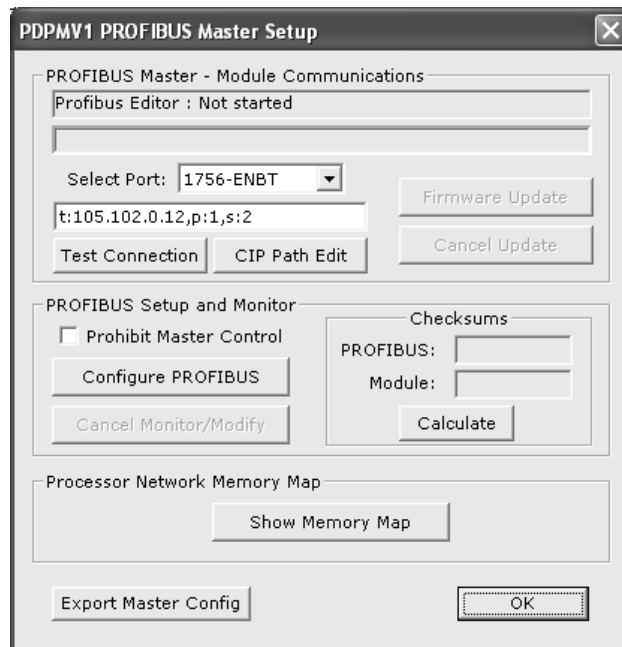 PDPMV1 PROFIBUS Master Setup
PROFIBUS Master - Module Communications
Profibus Editor : Not started
Select Port: 1756-ENBT
t:105.102.0.12,p:1,s:2
Firmware Update
Test Connection
CIP Path Edit
Cancel Update
PROFIBUS Setup and Monitor
Prohibit Master Control
Configure PROFIBUS
Cancel Monitor/Modify
Checksums
PROFIBUS:
Module:
Calculate
Processor Network Memory Map
Show Memory Map
Export Master Config
OK